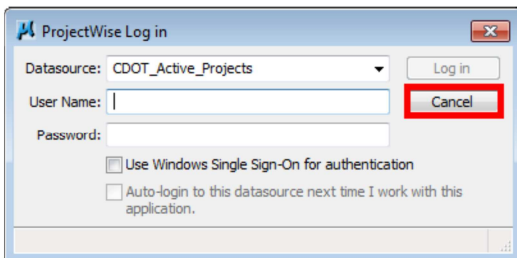 ProjectWise Log in
Datasource: CDOT_Active_Projects Log in
User Name: Cancel
Password:
Use Windows Single Sign-On for authentication
Auto-login to this datasource next time I work with this
application.